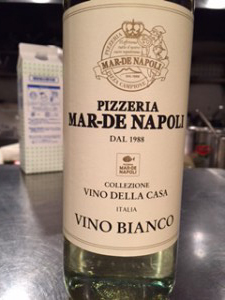 PIZZERIA
MAR-DE NAPOLI
PIZZERIA
MAR-DE NAPOLI
DAL 1988
MAR-DE
NAPOLI
COLLEZIONE
VINO DELLA CASA
ITALIA
VINO BIANCO